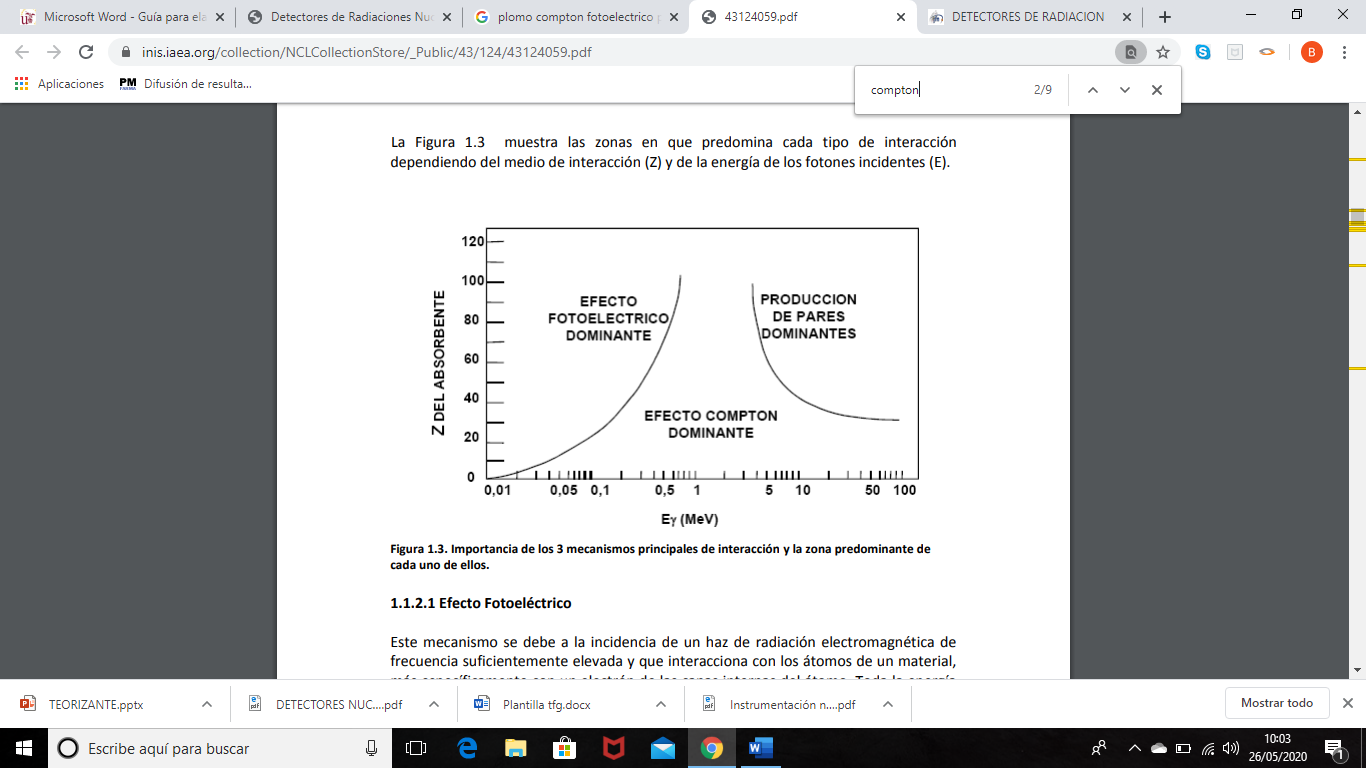 Microsoft Word - Guía para ela
Detectores de Radiaciones Nuc
plomo compton fotoelectrico p
43124059.pdf
DETECTORES DE RADIACION
inis.iaea.org/collection/NCLCollectionStore/_Public/43/124/43124059.pdf
B
Aplicaciones
PM
FARMA
Difusión de resulta...
compton
2/9
La Figura 1.3 muestra las zonas en que predomina cada tipo de interacción
dependiendo del medio de interacción (Z) y de la energía de los fotones incidentes (E).
Z DEL ABSORBENTE
120
100
80
60
40
20
0
EFECTO
FOTOELECTRICO
DOMINANTE
PRODUCCION
DE PARES
DOMINANTES
EFECTO COMPTON
DOMINANTE
0,01 0,05 0,1 0,5 1 5 10 50 100
Eγ (MeV)
Figura 1.3. Importancia de los 3 mecanismos principales de interacción y la zona predominante de
cada uno de ellos.
1.1.2.1 Efecto Fotoeléctrico
Este mecanismo se debe a la incidencia de un haz de radiación electromagnética de
frecuencia suficientemente elevada y que interacciona con los átomos de un material,
TEORIZANTE.pptx
DETECTORES NUC....pdf
Plantilla tfg.docx
Instrumentación n....pdf
Mostrar todo
Escribe aquí para buscar
10:03
26/05/2020
1